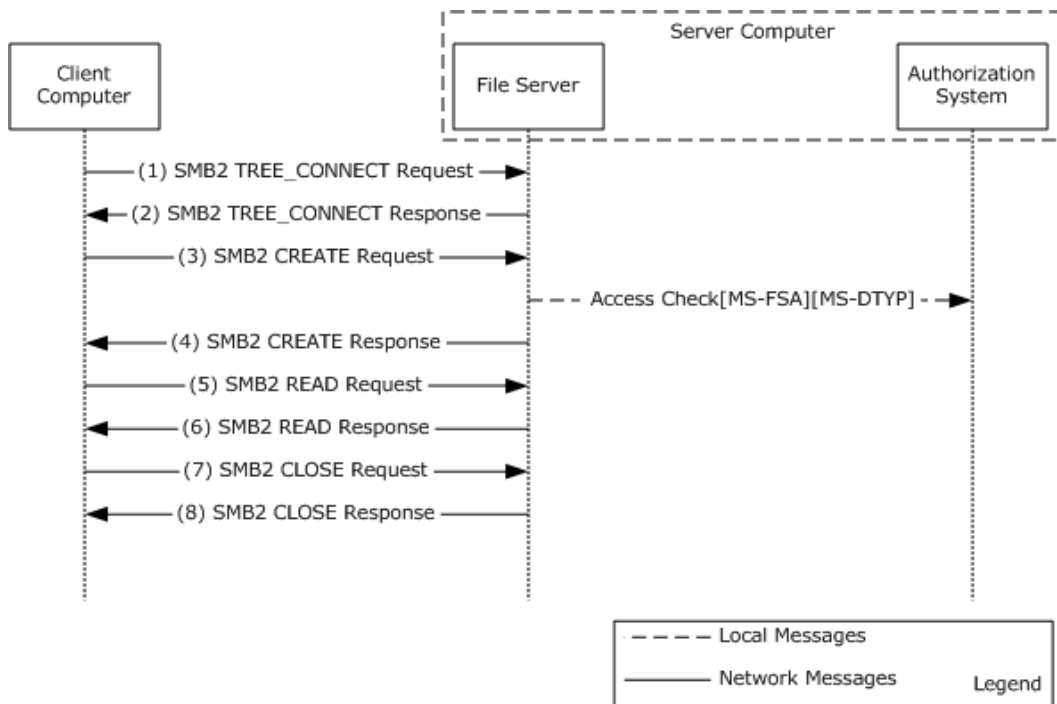 Server Computer
Client
Computer
File Server
Authorization
System
(1) SMB2 TREE_CONNECT Request
(2) SMB2 TREE_CONNECT Response
(3) SMB2 CREATE Request
Access Check[MS-FSA][MS-DTYP]
(4) SMB2 CREATE Response
(5) SMB2 READ Request
(6) SMB2 READ Response
(7) SMB2 CLOSE Request
(8) SMB2 CLOSE Response
Local Messages
Network Messages
Legend